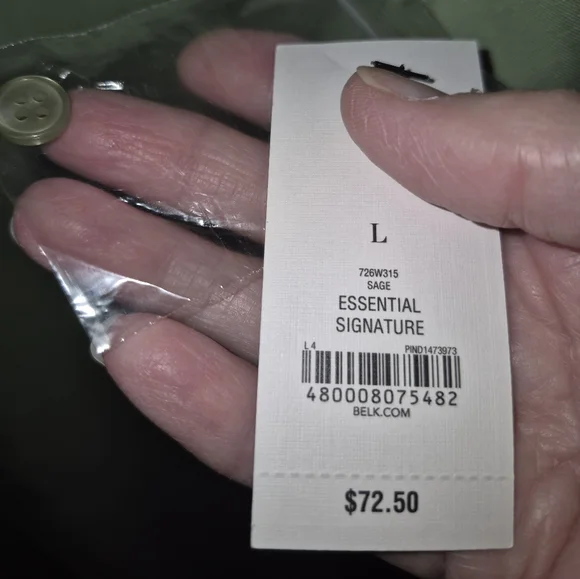 L
726W315
SAGE
ESSENTIAL
SIGNATURE
L 4 PIND1473973
480008075482
BELK.COM
$72.50